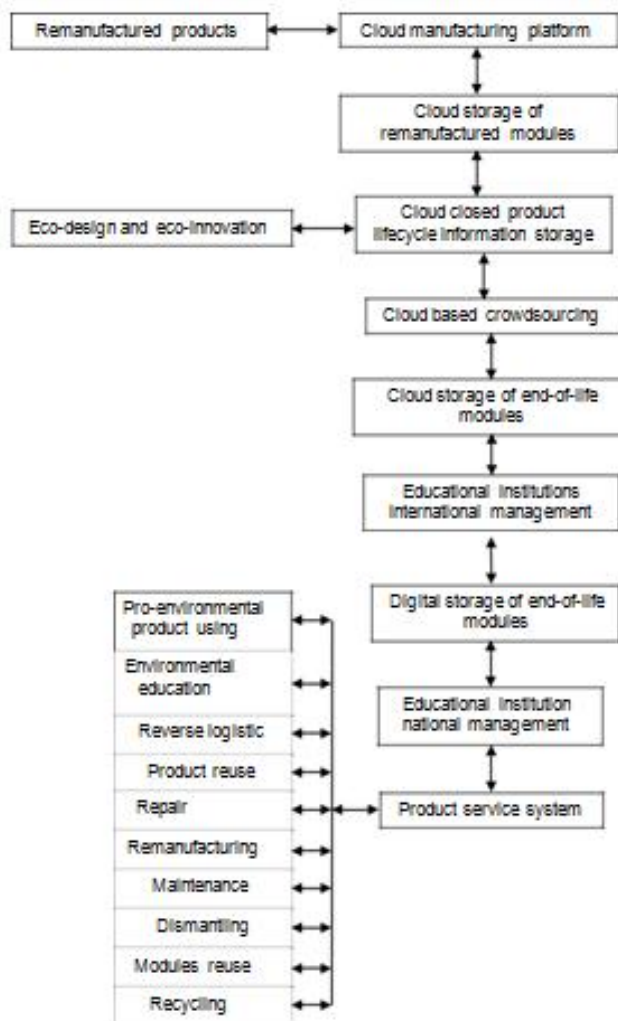 Remanufactured products
Cloud manufacturing platform
Cloud storage of
remanufactured modules
Eco-design and eco-innovation
Cloud closed product
lifecycle information storage
Cloud based crowdsourcing
Cloud storage of end-of-life
modules
Educational institutions
international management
Digital storage of end-of-life
modules
Educational institution
national management
Product service system
Pro-environmental
product using
Environmental
education
Reverse logistic
Product reuse
Repair
Remanufacturing
Maintenance
Dismantling
Modules reuse
Recycling